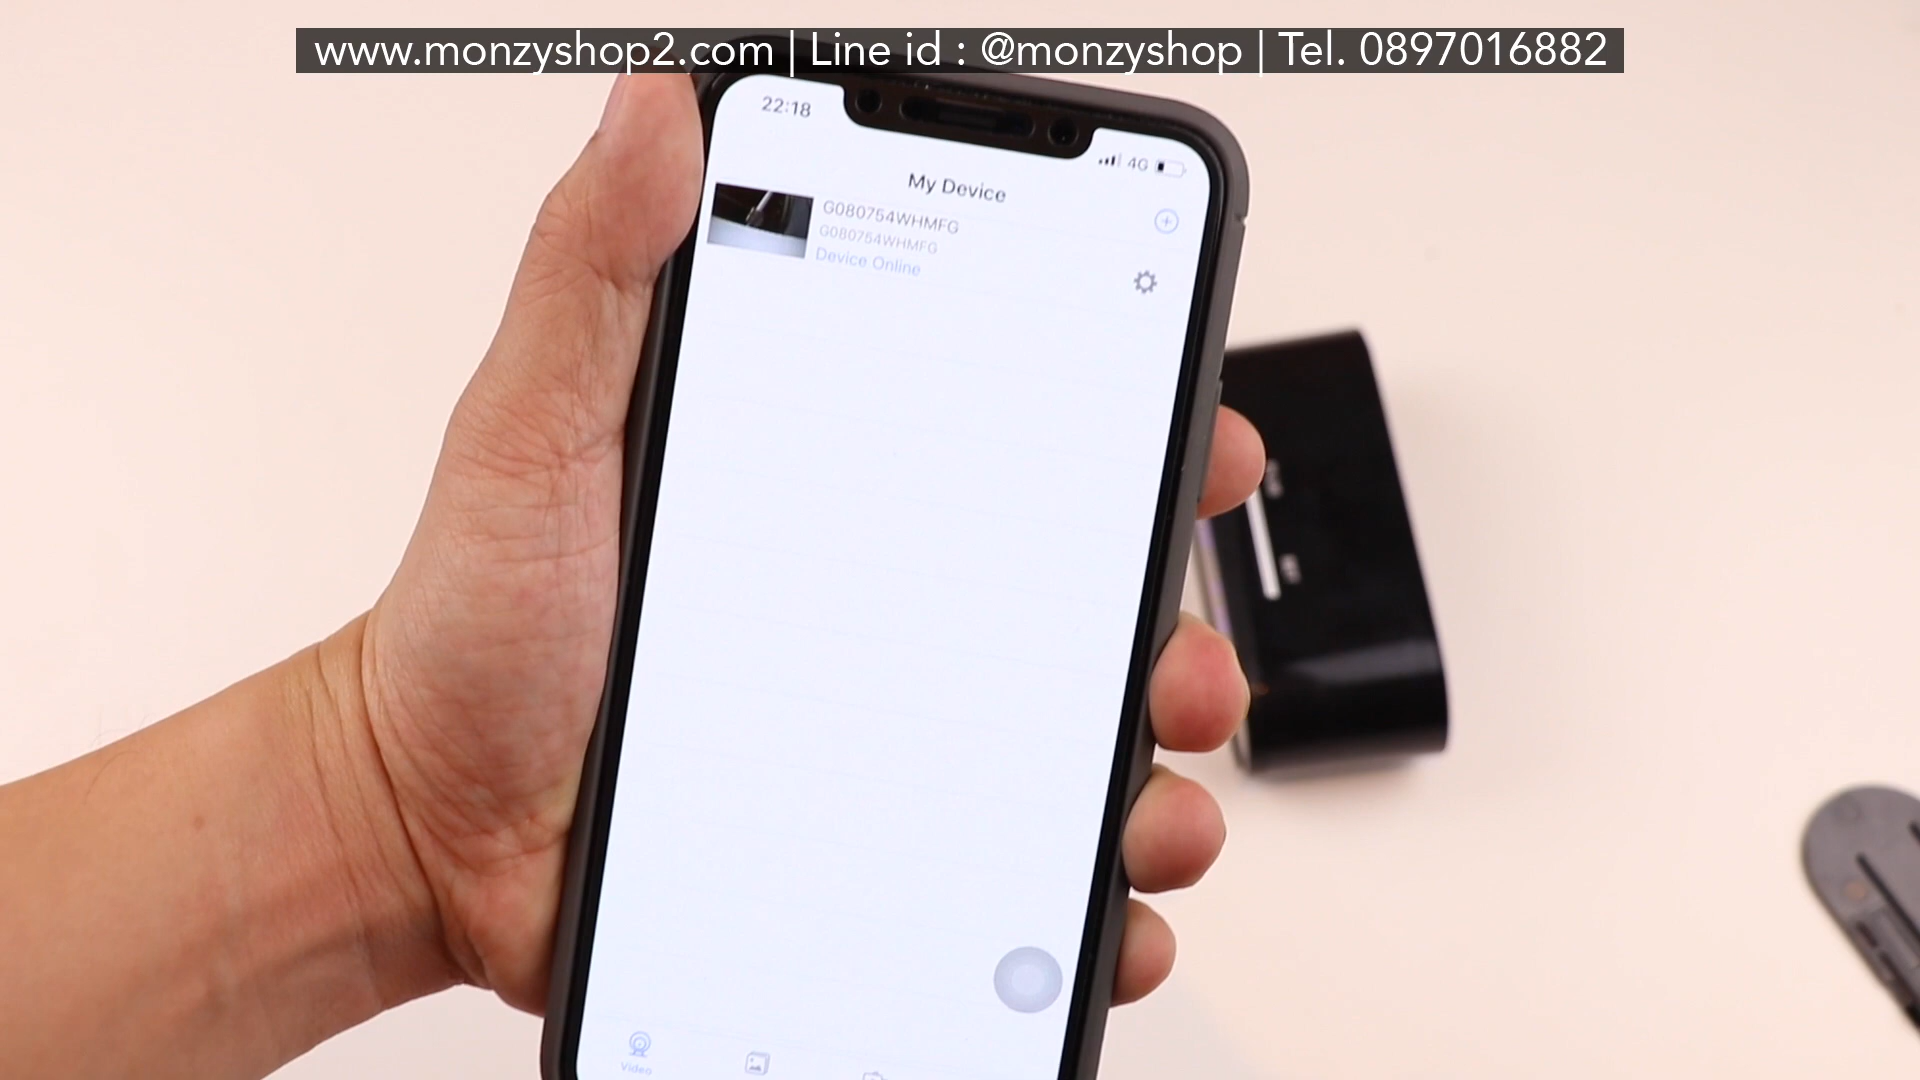 www.monzyshop2.com | Line id : @monzyshop | Tel. 0897016882
22:18
4G
My Device
G080754WHMFG
G080754WHMFG
Device Online
Video